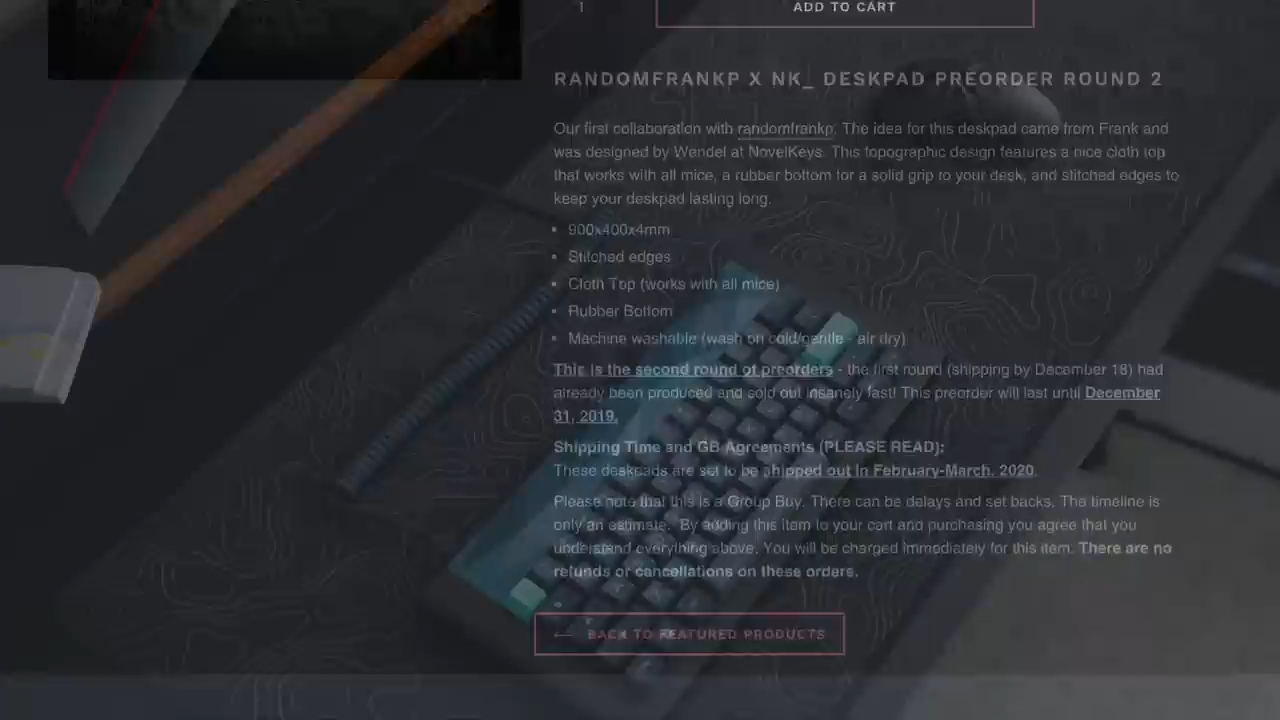 1
ADD TO CART
RANDOMFRANKP X NK_ DESKPAD PREORDER ROUND 2
Our first collaboration with randomfrankp. The idea for this deskpad came from Frank and
was designed by Wendel at NovelKeys. This topographic design features a nice cloth top
that works with all mice, a rubber bottom for a solid grip to your desk, and stitched edges to
keep your deskpad lasting long.
• 900x400x4mm
• Stitched edges
• Cloth Top (works with all mice)
• Rubber Bottom
• Machine washable (wash on cold/gentle - air dry)
This is the second round of preorders - the first round (shipping by December 18) had
already been produced and sold out insanely fast! This preorder will last until December
31, 2019.
Shipping Time and GB Agreements (PLEASE READ):
These deskpads are set to be shipped out in February-March, 2020.
Please note that this is a Group Buy. There can be delays and set backs. The timeline is
only an estimate. By adding this item to your cart and purchasing you agree that you
understand everything above. You will be charged immediately for this item. There are no
refunds or cancellations on these orders.
← BACK TO FEATURED PRODUCTS